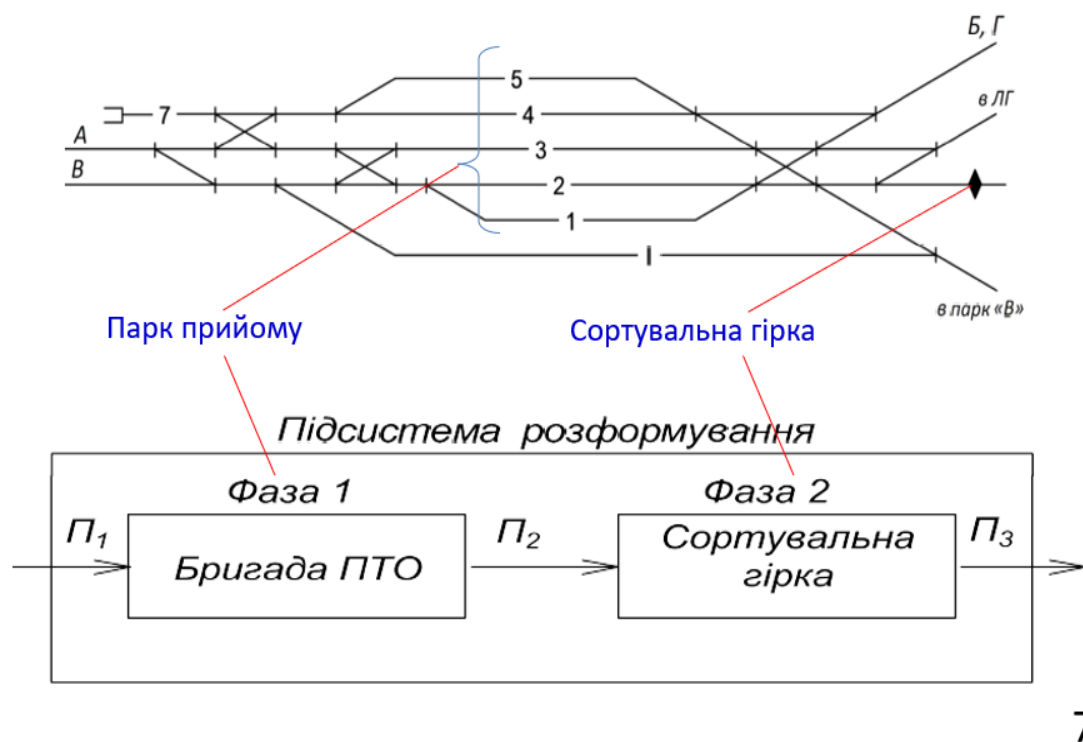 Б, Г
5
в ЛГ
7
4
А
3
В
2
1
I
в парк «В»
Парк прийому
Сортувальна гірка
Підсистема розформування
Фаза 1
Фаза 2
П₁
Бригада ПТО
П₂
Сортувальна
гірка
П₃
7